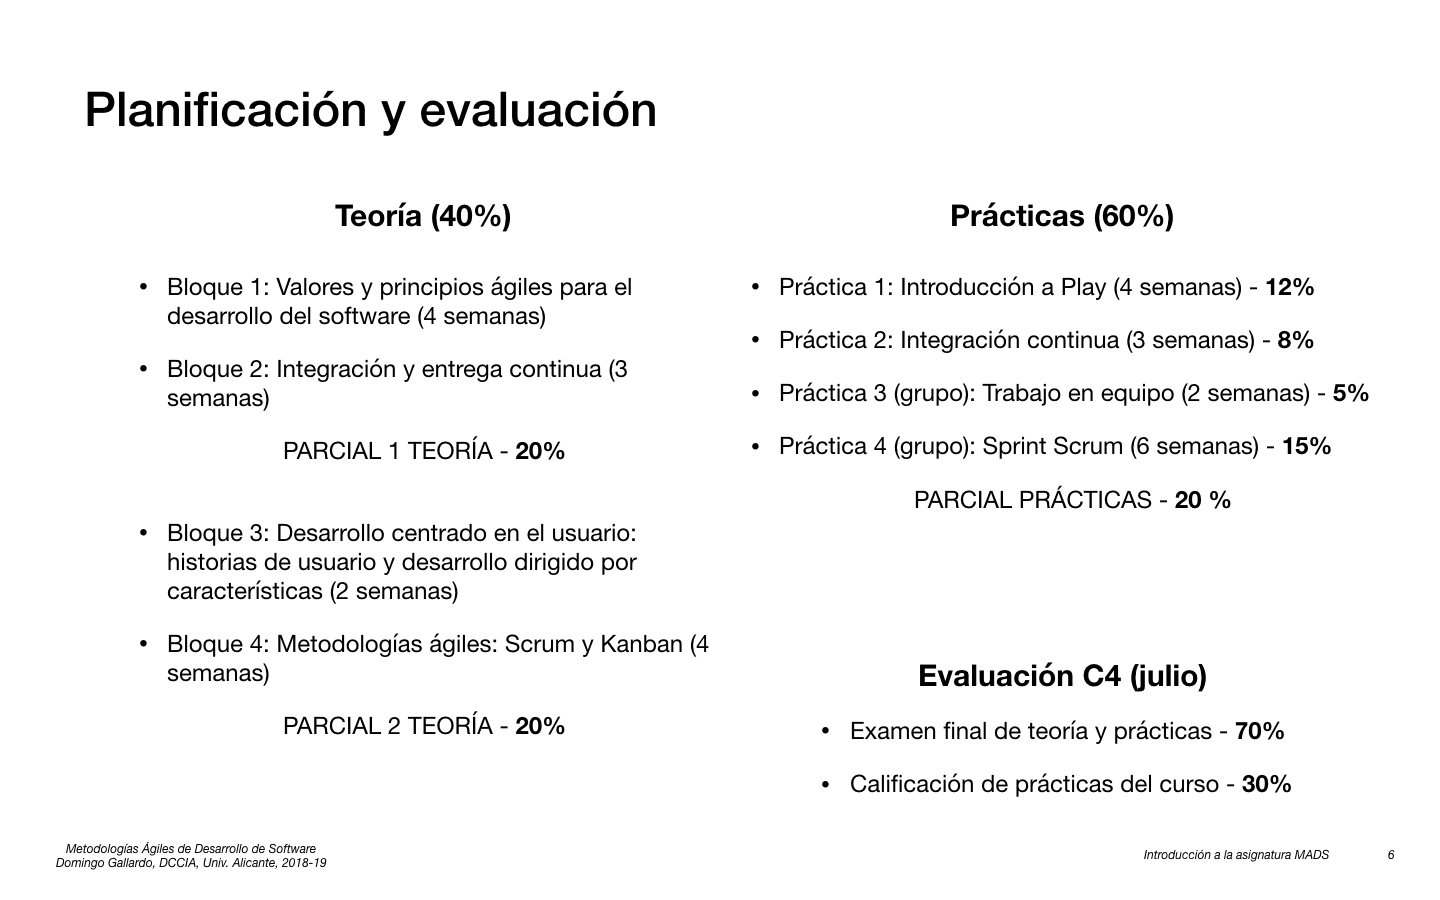 Planificación y evaluación
Teoría (40%)
• Bloque 1: Valores y principios ágiles para el
desarrollo del software (4 semanas)
• Bloque 2: Integración y entrega continua (3
semanas)
PARCIAL 1 TEORÍA - 20%
• Bloque 3: Desarrollo centrado en el usuario:
historias de usuario y desarrollo dirigido por
características (2 semanas)
• Bloque 4: Metodologías ágiles: Scrum y Kanban (4
semanas)
PARCIAL 2 TEORÍA - 20%
Prácticas (60%)
• Práctica 1: Introducción a Play (4 semanas) - 12%
• Práctica 2: Integración continua (3 semanas) - 8%
• Práctica 3 (grupo): Trabajo en equipo (2 semanas) - 5%
• Práctica 4 (grupo): Sprint Scrum (6 semanas) - 15%
PARCIAL PRÁCTICAS - 20 %
Evaluación C4 (julio)
• Examen final de teoría y prácticas - 70%
• Calificación de prácticas del curso - 30%
Metodologías Ágiles de Desarrollo de Software
Domingo Gallardo, DCCIA, Univ. Alicante, 2018-19
Introducción a la asignatura MADS
6